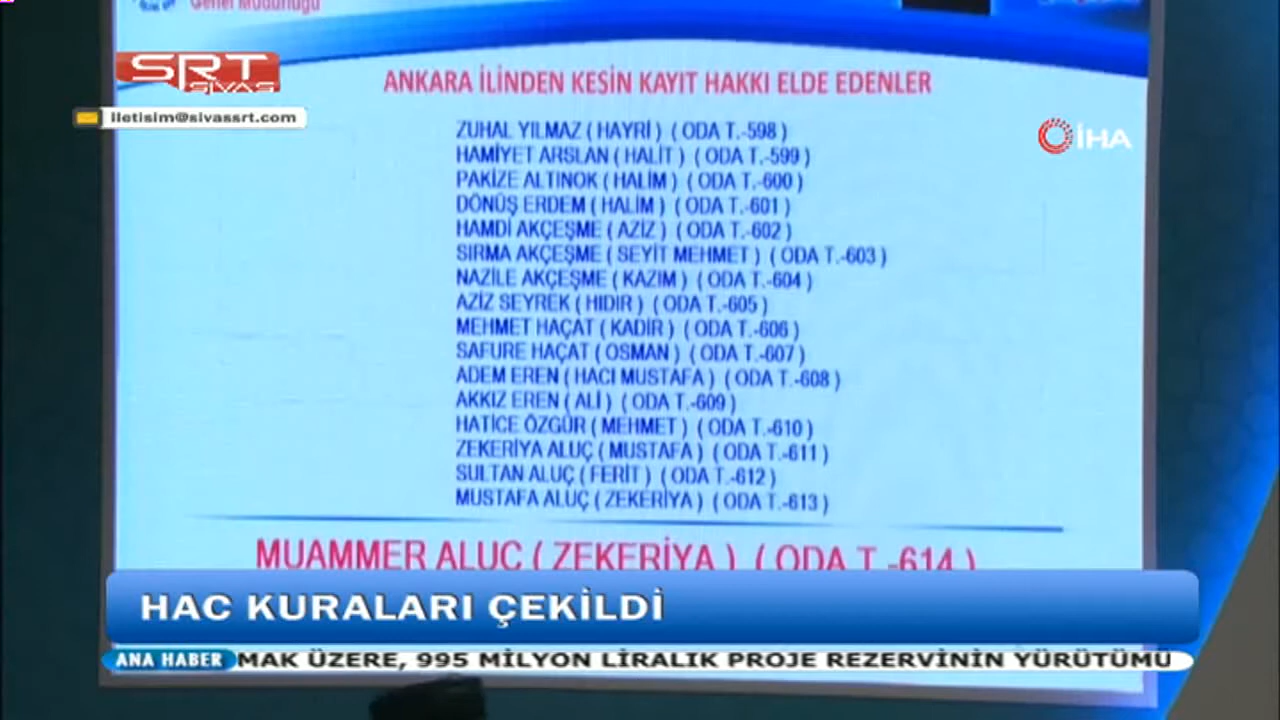 Genel Müdürlüğü
SRT
SİVAS
iletisim@sivassrt.com
İHA
ANKARA İLİNDEN KESİN KAYIT HAKKI ELDE EDENLER
ZUHAL YILMAZ ( HAYRİ ) ( ODA T.-598 )
HAMİYET ARSLAN ( HALİT ) ( ODA T.-599 )
PAKİZE ALTINOK ( HALİM ) ( ODA T.-600 )
DÖNÜŞ ERDEM ( HALİM ) ( ODA T.-601 )
HAMDİ AKÇEŞME ( AZİZ ) ( ODA T.-602 )
SIRMA AKÇEŞME ( SEYİT MEHMET ) ( ODA T.-603 )
NAZİLE AKÇEŞME ( KAZIM ) ( ODA T.-604 )
AZİZ SEYREK ( HIDIR ) ( ODA T.-605 )
MEHMET HAÇAT ( KADİR ) ( ODA T.-606 )
SAFURE HAÇAT ( OSMAN ) ( ODA T.-607 )
ADEM EREN ( HACI MUSTAFA ) ( ODA T.-608 )
AKKIZ EREN ( ALİ ) ( ODA T.-609 )
HATİCE ÖZGÜR ( MEHMET ) ( ODA T.-610 )
ZEKERİYA ALUÇ ( MUSTAFA ) ( ODA T.-611 )
SULTAN ALUÇ ( FERİT ) ( ODA T.-612 )
MUSTAFA ALUÇ ( ZEKERİYA ) ( ODA T.-613 )
MUAMMER ALUÇ ( ZEKERİYA ) ( ODA T.-614 )
HAC KURALARI ÇEKİLDİ
ANA HABER
MAK ÜZERE, 995 MİLYON LİRALIK PROJE REZERVİNİN YÜRÜTÜMÜ